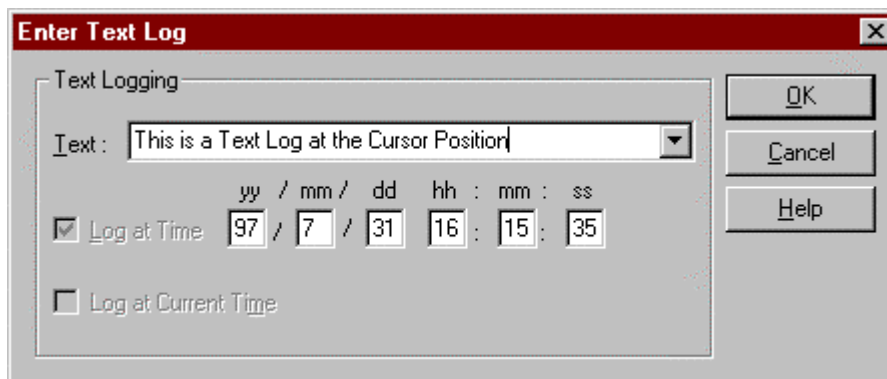 Enter Text Log
Text Logging
OK
Text : This is a Text Log at the Cursor Position
Cancel
yy / mm / dd hh : mm : ss
Log at Time 97 / 7 / 31 16 : 15 : 35
Help
Log at Current Time